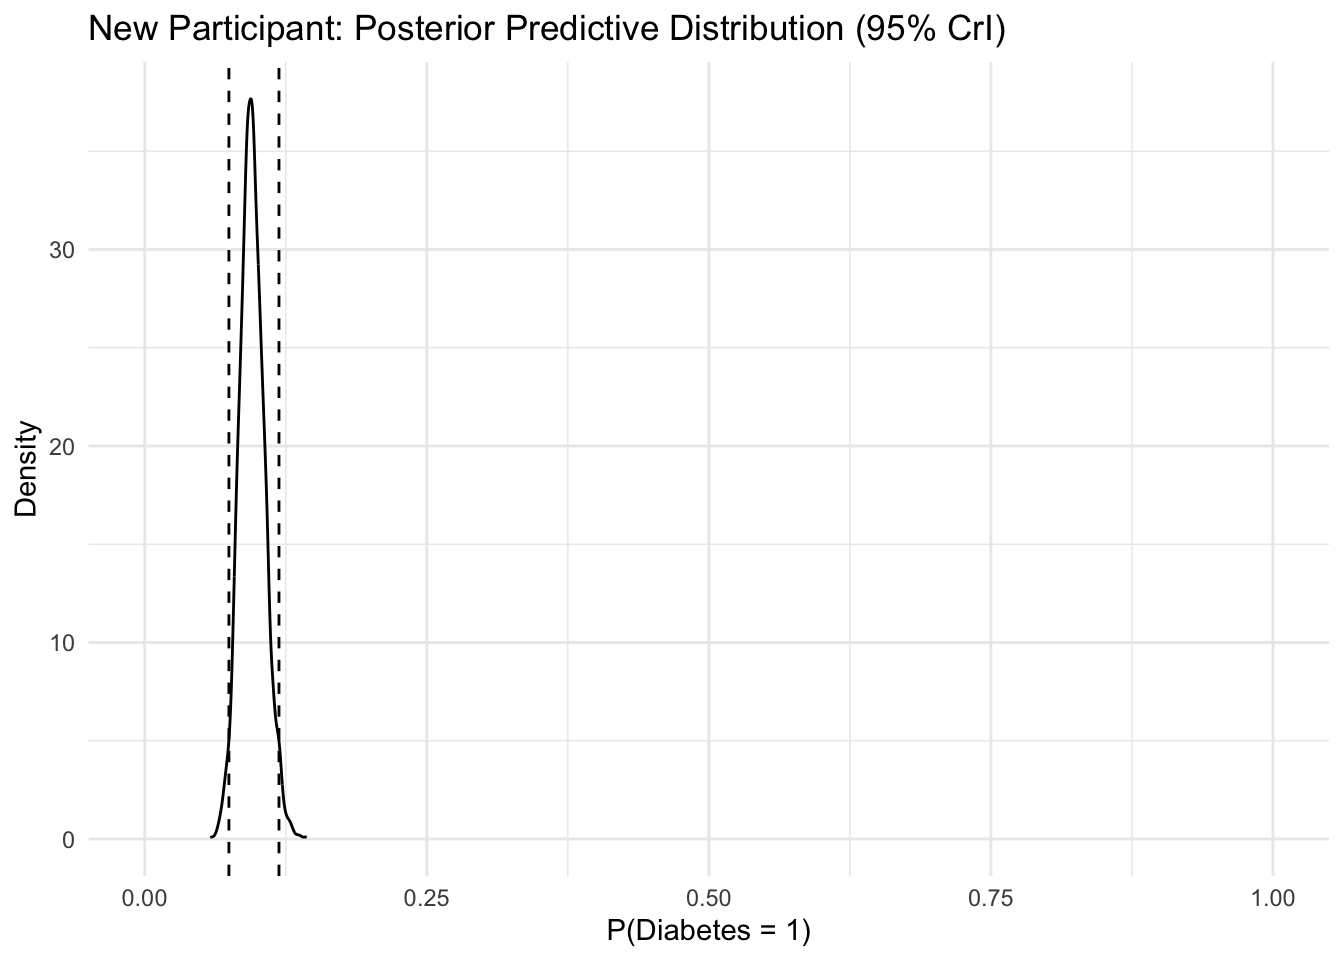 New Participant: Posterior Predictive Distribution (95% CrI)
Density
30
20
10
0
0.00 0.25 0.50 0.75 1.00
P(Diabetes = 1)